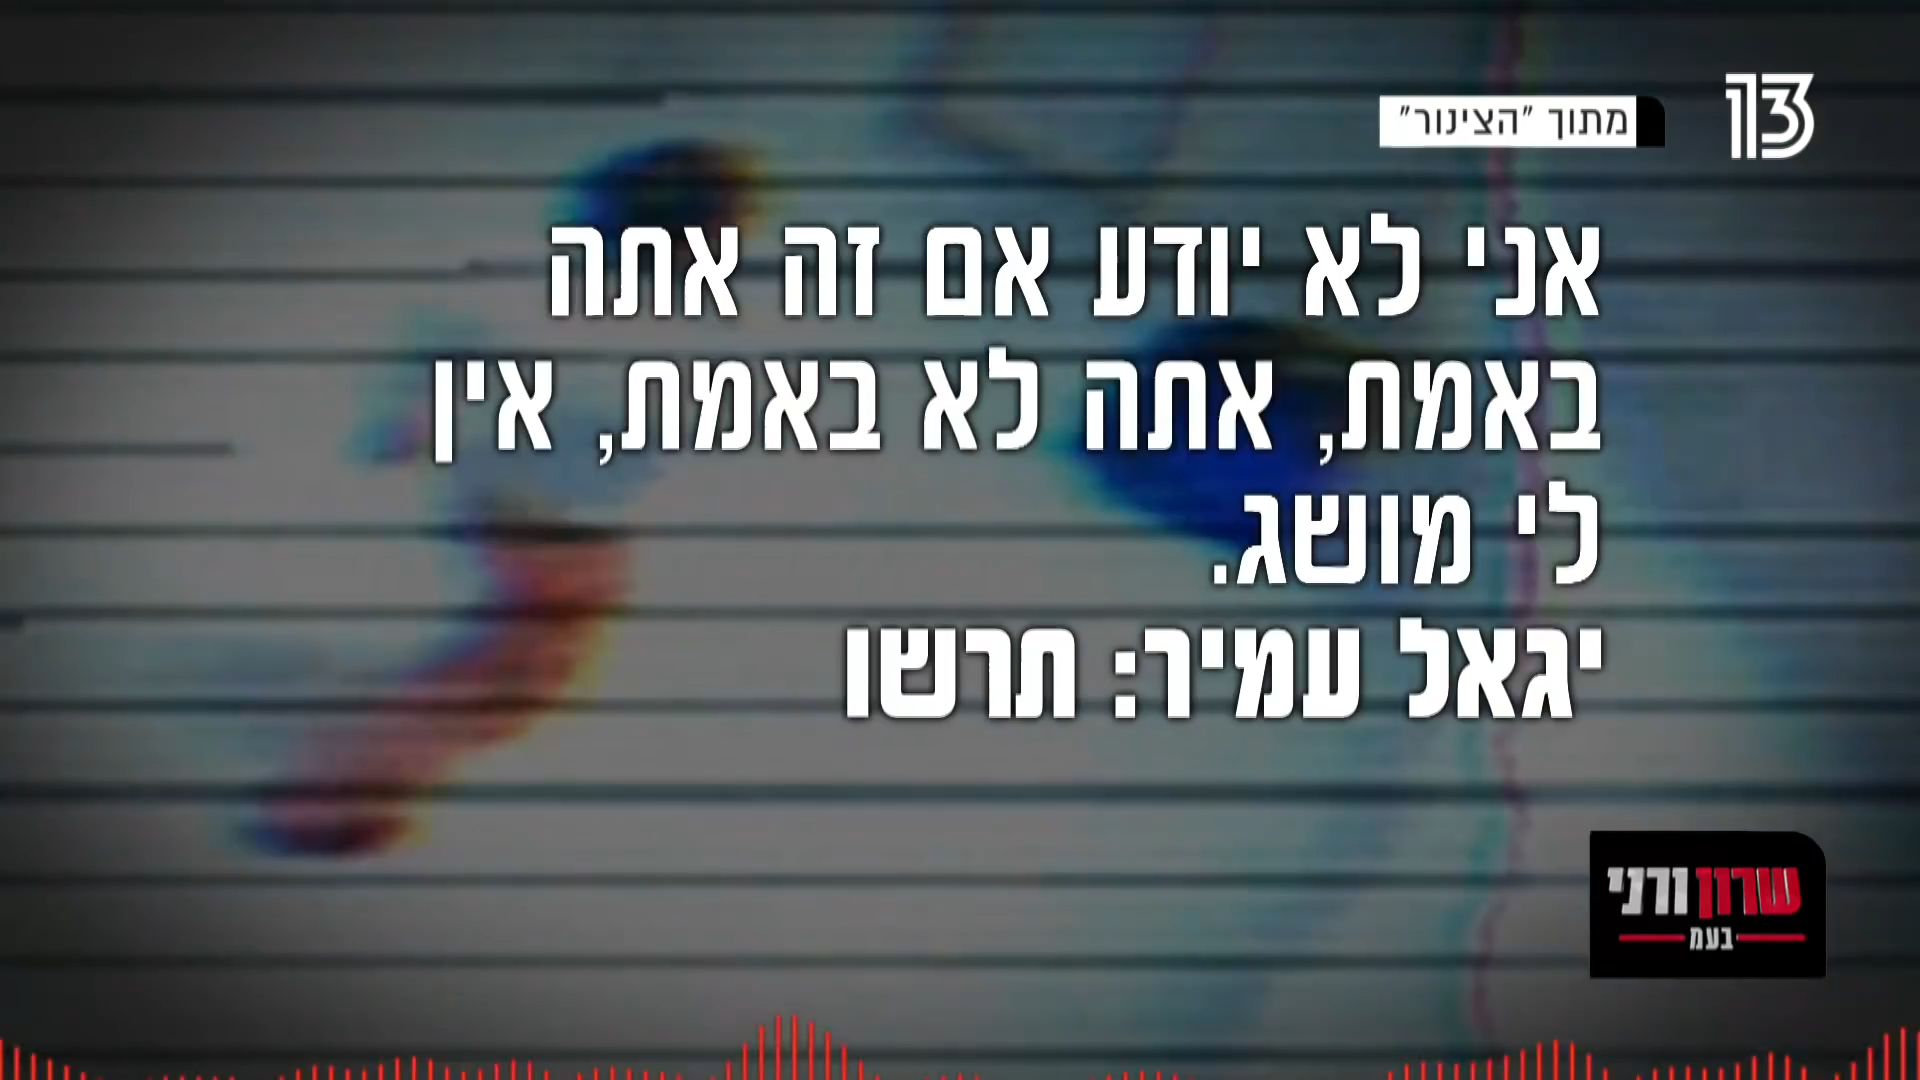 13
מתוך "הצינור"
אני לא יודע אם זה אתה
באמת, אתה לא באמת, אין
לי מושג.
יגאל עמיר: תרשו
שרון ורני
בעמ